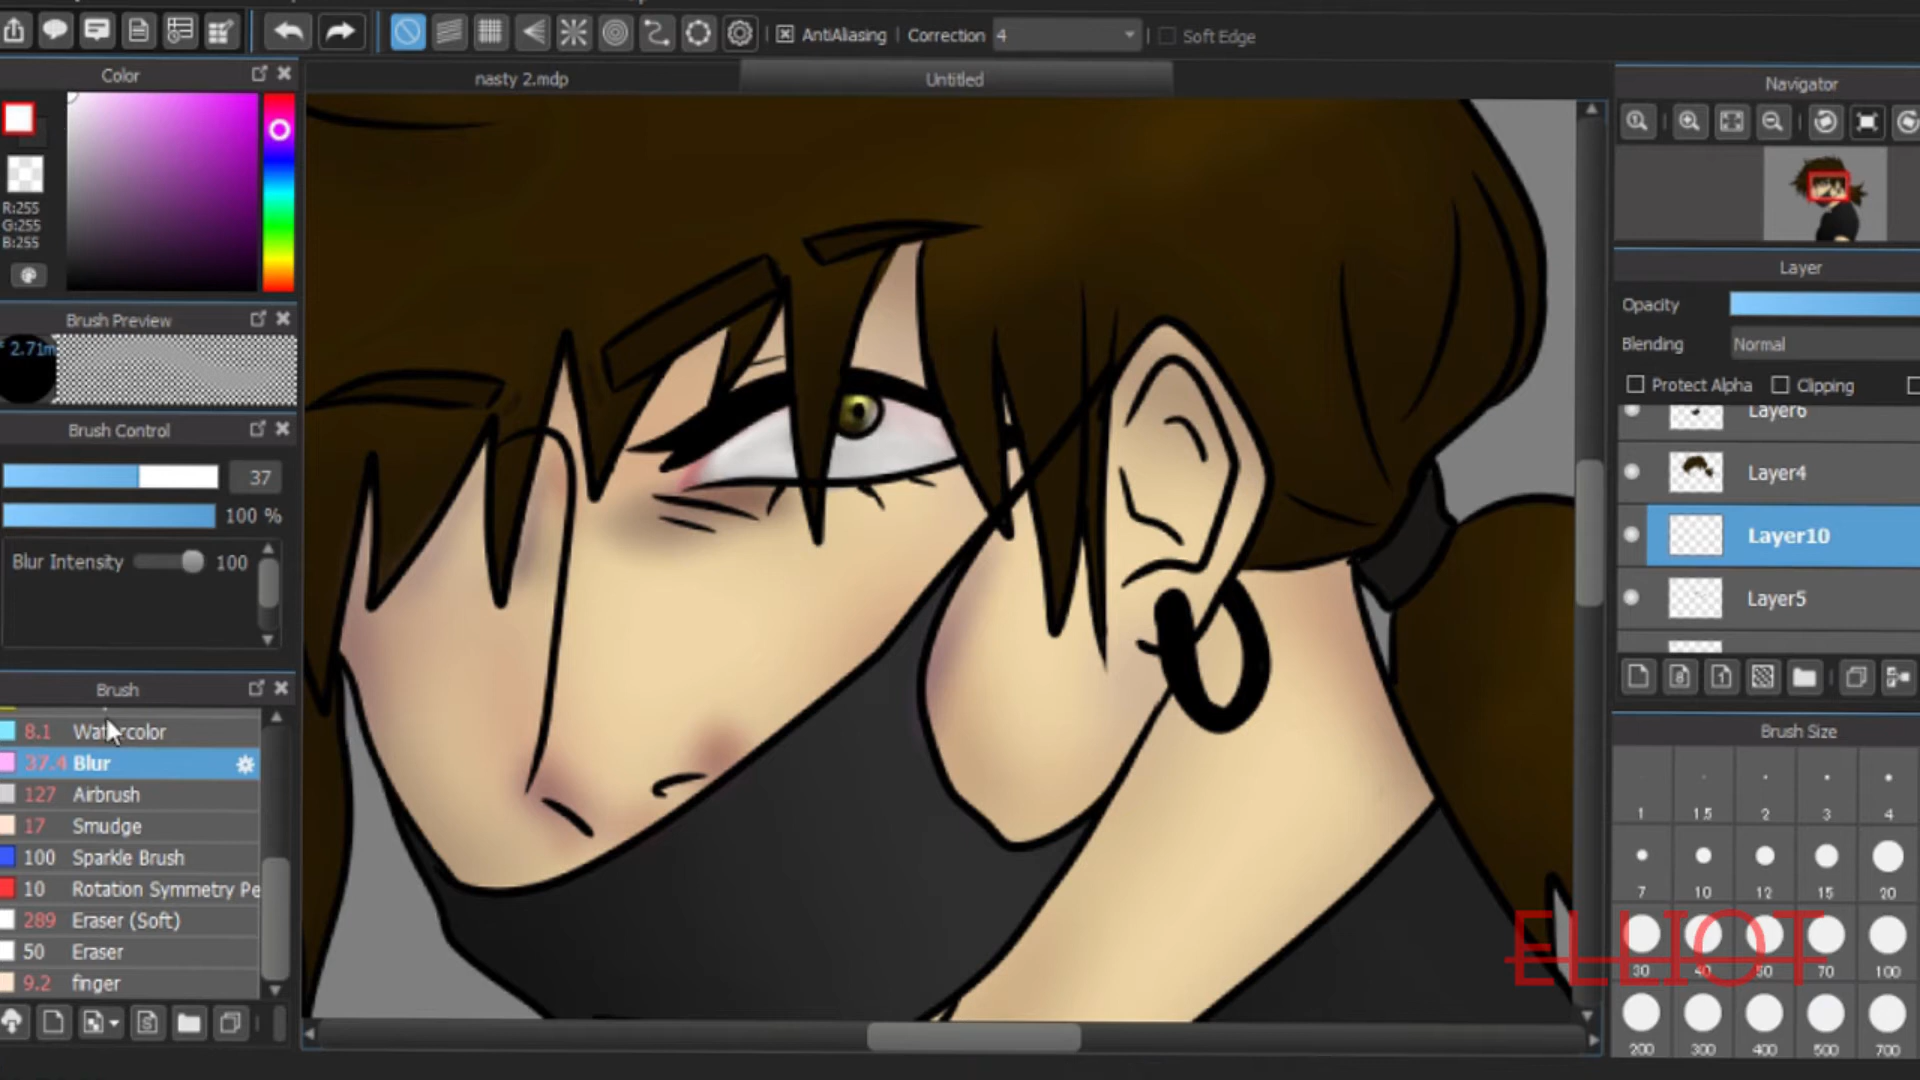 AntiAliasing
Correction
4
Soft Edge
Color
nasty 2.mdp
Untitled
Navigator
R:255
G:255
B:255
Layer
Opacity
Brush Preview
2.71m
Blending
Normal
Protect Alpha
Clipping
Layer6
Brush Control
37
Layer4
100 %
Layer10
Blur Intensity
100
Layer5
Brush
8.1 Watercolor
Brush Size
37.4 Blur
127 Airbrush
1
1.5
2
3
4
17 Smudge
100 Sparkle Brush
10 Rotation Symmetry Pe
7
10
12
15
20
289 Eraser (Soft)
50 Eraser
ELLIOT
30
40
50
70
100
9.2 finger
200
300
400
500
700